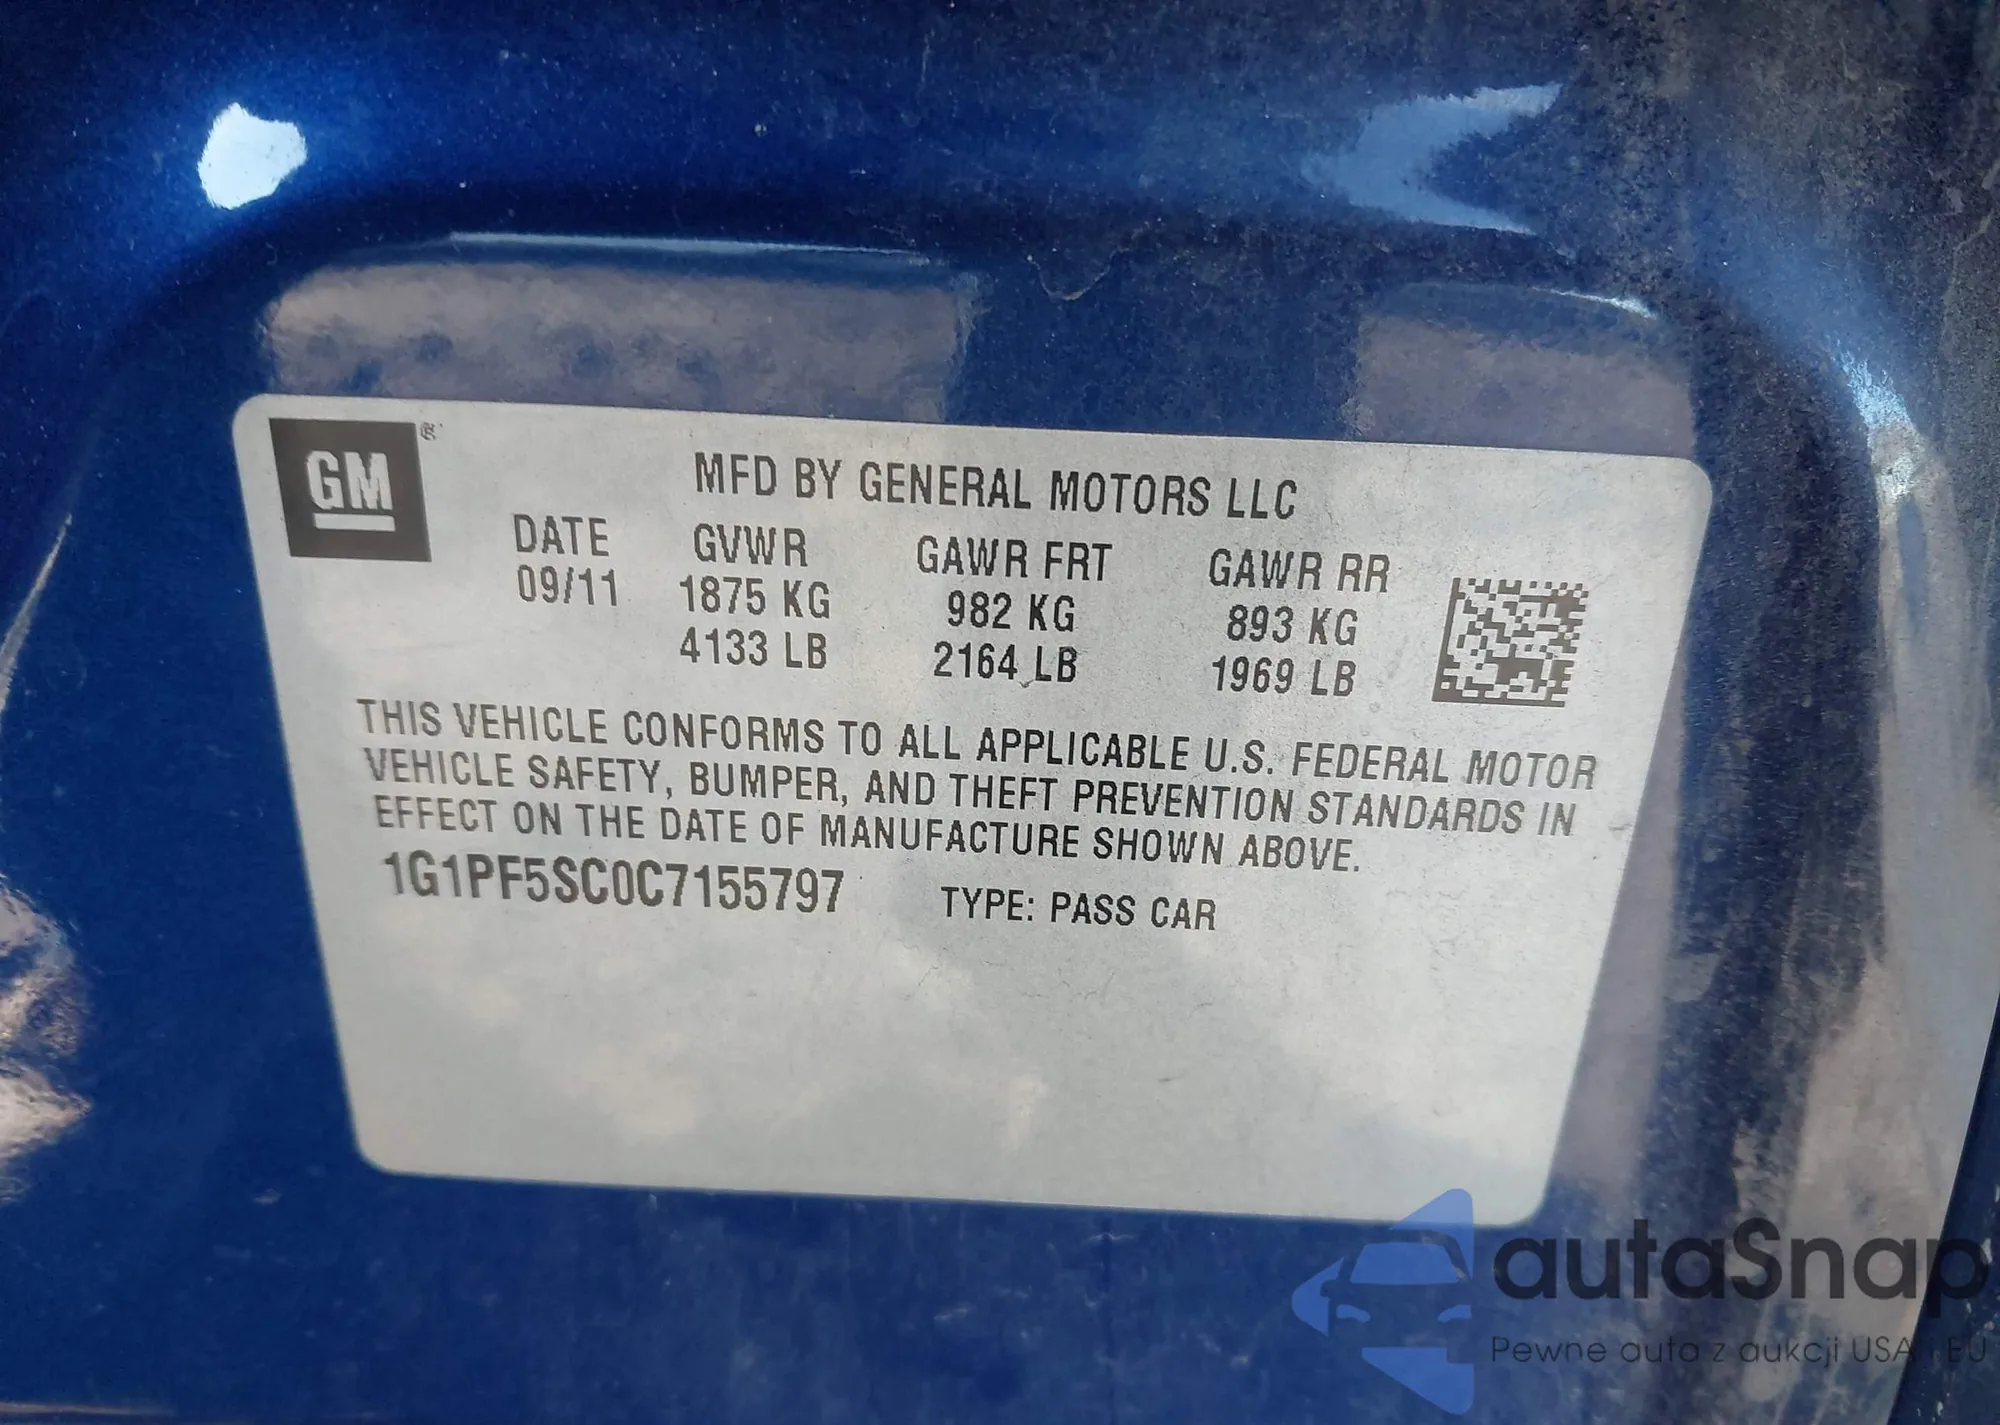 GM ®
MFD BY GENERAL MOTORS LLC
DATE GVWR GAWR FRT GAWR RR
09/11 1875 KG 982 KG 893 KG
4133 LB 2164 LB 1969 LB
THIS VEHICLE CONFORMS TO ALL APPLICABLE U.S. FEDERAL MOTOR
VEHICLE SAFETY, BUMPER, AND THEFT PREVENTION STANDARDS IN
EFFECT ON THE DATE OF MANUFACTURE SHOWN ABOVE.
1G1PF5SC0C7155797 TYPE: PASS CAR
autaSnap
Pewne auta z aukcji USA i EU